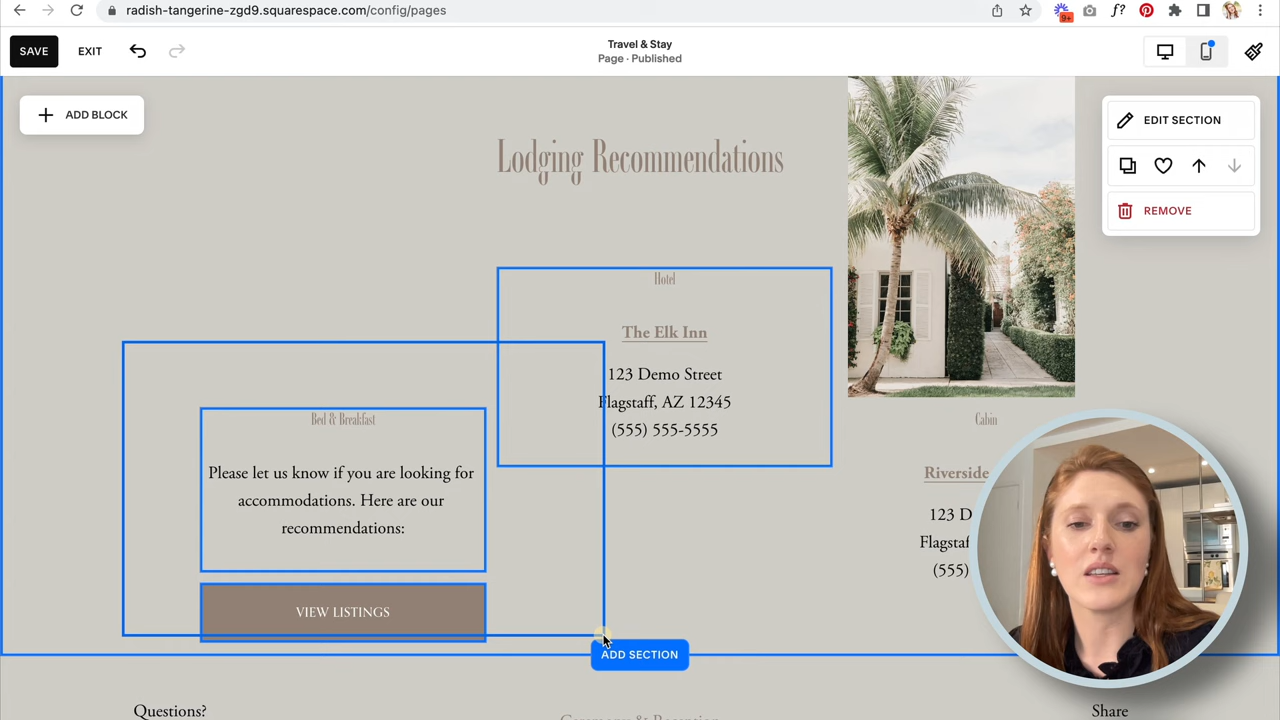 radish-tangerine-zgd9.squarespace.com/config/pages
9+
f?
SAVE
EXIT
Travel & Stay
Page · Published
ADD BLOCK
EDIT SECTION
REMOVE
Lodging Recommendations
Hotel
The Elk Inn
123 Demo Street
Flagstaff, AZ 12345
(555) 555-5555
Bed & Breakfast
Please let us know if you are looking for
accommodations. Here are our
recommendations:
VIEW LISTINGS
Cabin
Riverside
123 D
Flagstaf
(555)
ADD SECTION
Questions?
Ceremony & Reception
Share